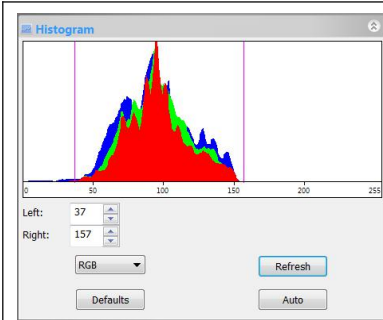 Histogram
0 50 100 150 200 255
Left: 37
Right: 157
RGB Refresh
Defaults Auto